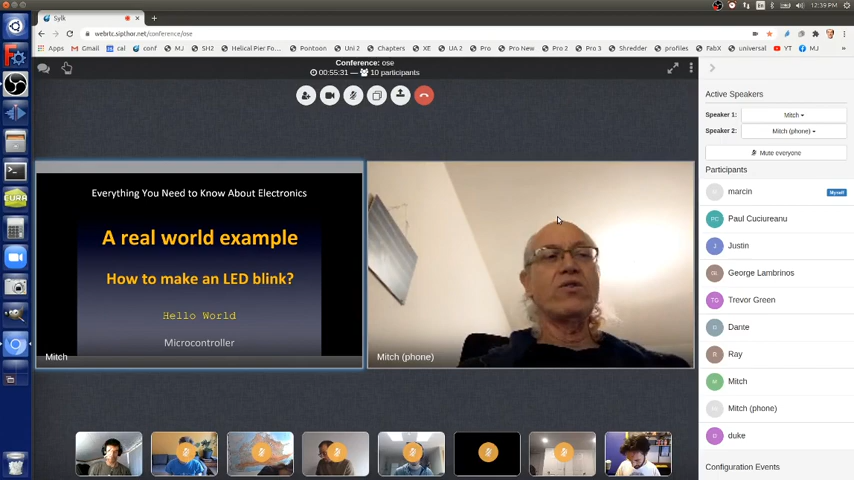 12:39 PM
Sylk
webrtc.sipthor.net/conference/ose
Apps
Gmail
cal
conf
MJ
SH2
Helical Pier Fo...
Pontoon
Uni 2
Chapters
XE
UA 2
Pro
Pro New
Pro 2
Pro 3
Shredder
profiles
FabX
universal
YT
MJ
Conference: ose
00:55:31 — 10 participants
Everything You Need to Know About Electronics
A real world example
How to make an LED blink?
Hello World
Microcontroller
Mitch
Mitch (phone)
Active Speakers
Speaker 1:
Mitch
Speaker 2:
Mitch (phone)
Mute everyone
Participants
marcin
Myself
PC
Paul Cuciureanu
J
Justin
GL
George Lambrinos
TG
Trevor Green
D
Dante
R
Ray
M
Mitch
Mitch (phone)
D
duke
Configuration Events
CURA